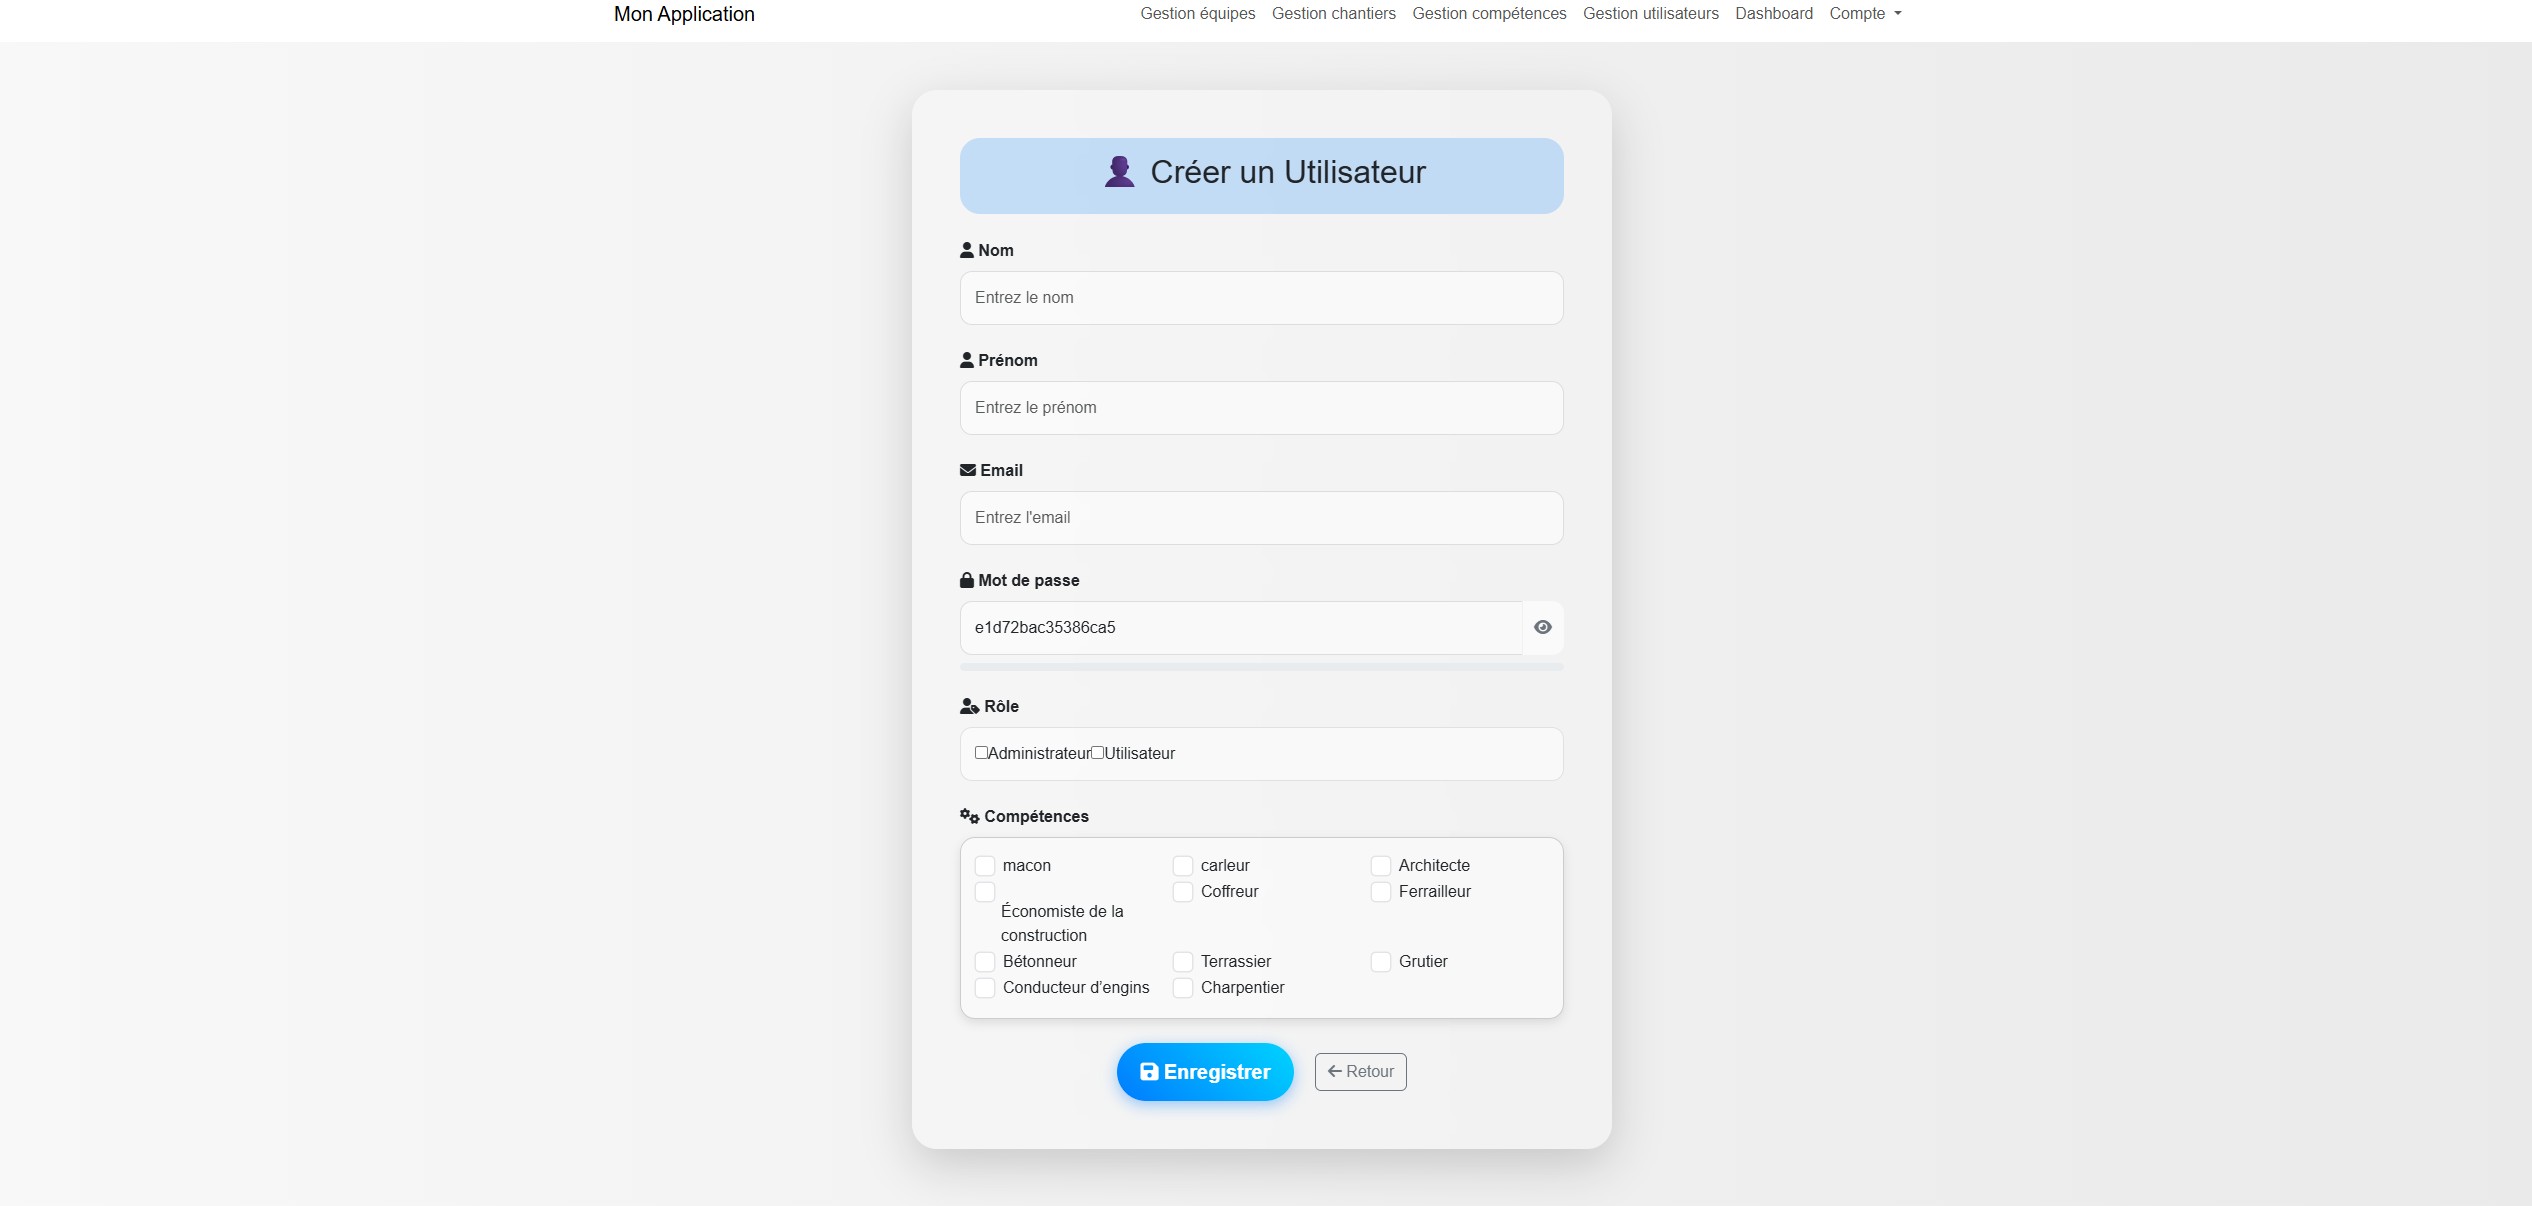 Mon Application
Gestion équipes Gestion chantiers Gestion compétences Gestion utilisateurs Dashboard Compte
Créer un Utilisateur
Nom
Entrez le nom
Prénom
Entrez le prénom
Email
Entrez l'email
Mot de passe
e1d72bac35386ca5
Rôle
Administrateur Utilisateur
Compétences
macon carleur Architecte
Coffreur Ferrailleur
Économiste de la
construction
Bétonneur Terrassier Grutier
Conducteur d’engins Charpentier
Enregistrer Retour